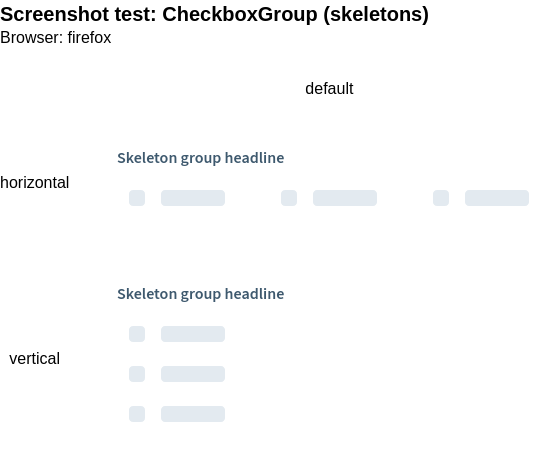 Screenshot test: CheckboxGroup (skeletons)
Browser: firefox
default
Skeleton group headline
horizontal
Skeleton group headline
vertical